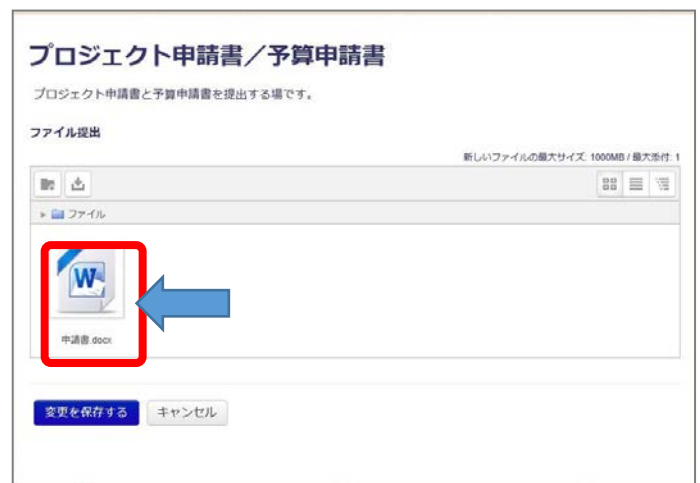 プロジェクト申請書／予算申請書
プロジェクト申請書と予算申請書を提出する場です。
ファイル提出
新しいファイルの最大サイズ: 1000MB / 最大添付: 1
ファイル
W
申請書.docx
変更を保存する キャンセル